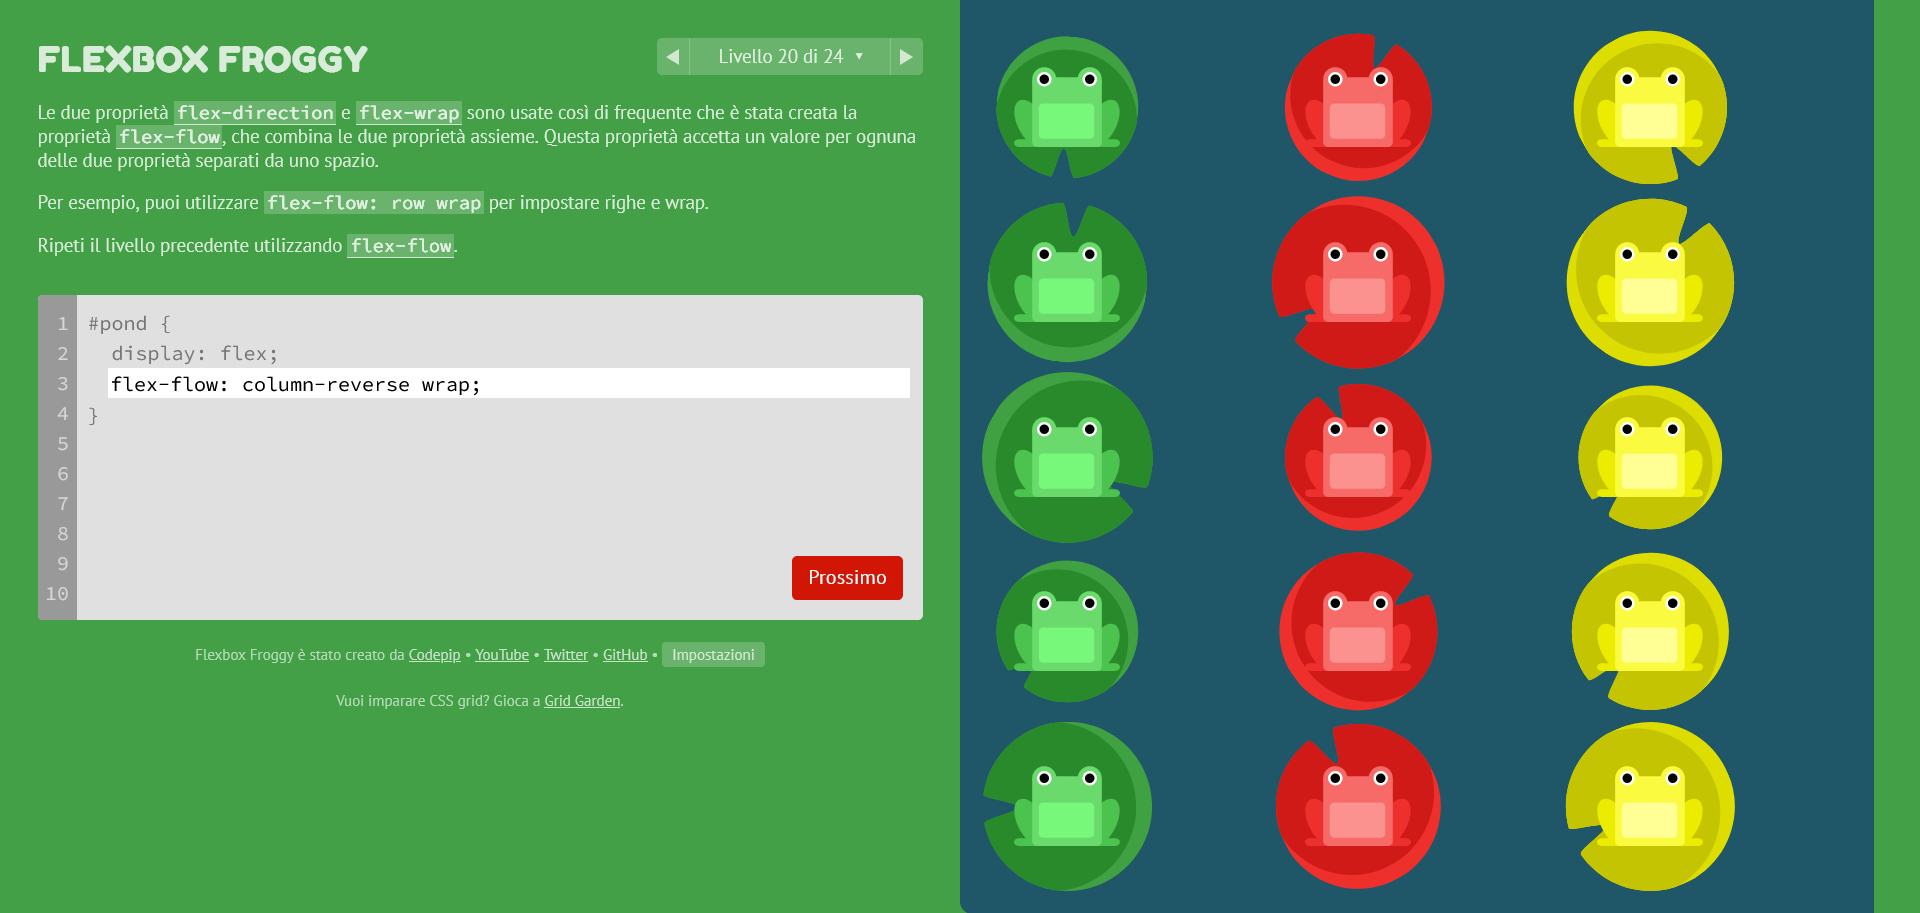 FLEXBOX FROGGY
◀ Livello 20 di 24 ▼ ▶
Le due proprietà flex-direction e flex-wrap sono usate così di frequente che è stata creata la
proprietà flex-flow, che combina le due proprietà assieme. Questa proprietà accetta un valore per ognuna
delle due proprietà separati da uno spazio.
Per esempio, puoi utilizzare flex-flow: row wrap per impostare righe e wrap.
Ripeti il livello precedente utilizzando flex-flow.
1 #pond {
2 display: flex;
3 flex-flow: column-reverse wrap;
4 }
5
6
7
8
9
10
Prossimo
Flexbox Froggy è stato creato da Codepip • YouTube • Twitter • GitHub • Impostazioni
Vuoi imparare CSS grid? Gioca a Grid Garden.